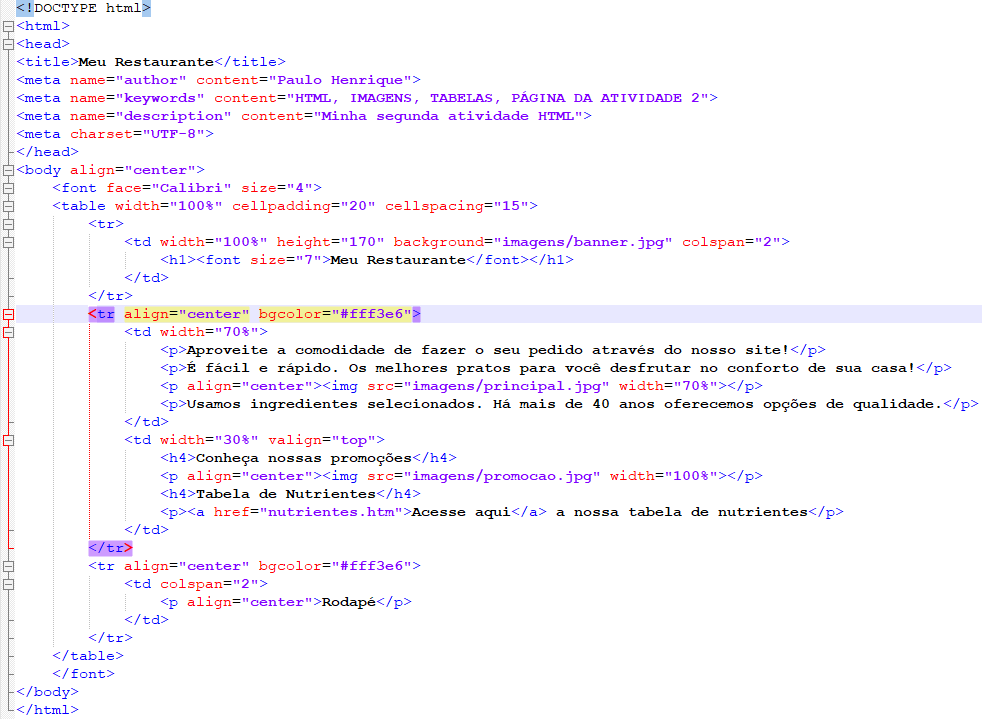 <!DOCTYPE html>
<html>
<head>
<title>Meu Restaurante</title>
<meta name="author" content="Paulo Henrique">
<meta name="keywords" content="HTML, IMAGENS, TABELAS, PÁGINA DA ATIVIDADE 2">
<meta name="description" content="Minha segunda atividade HTML">
<meta charset="UTF-8">
</head>
<body align="center">
    <font face="Calibri" size="4">
    <table width="100%" cellpadding="20" cellspacing="15">
        <tr>
            <td width="100%" height="170" background="imagens/banner.jpg" colspan="2">
                <h1><font size="7">Meu Restaurante</font></h1>
            </td>
        </tr>
        <tr align="center" bgcolor="#fff3e6">
            <td width="70%">
                <p>Aproveite a comodidade de fazer o seu pedido através do nosso site!</p>
                <p>É fácil e rápido. Os melhores pratos para você desfrutar no conforto de sua casa!</p>
                <p align="center"><img src="imagens/principal.jpg" width="70%"></p>
                <p>Usamos ingredientes selecionados. Há mais de 40 anos oferecemos opções de qualidade.</p>
            </td>
            <td width="30%" valign="top">
                <h4>Conheça nossas promoções</h4>
                <p align="center"><img src="imagens/promocao.jpg" width="100%"></p>
                <h4>Tabela de Nutrientes</h4>
                <p><a href="nutrientes.htm">Acesse aqui</a> a nossa tabela de nutrientes</p>
            </td>
        </tr>
        <tr align="center" bgcolor="#fff3e6">
            <td colspan="2">
                <p align="center">Rodapé</p>
            </td>
        </tr>
    </table>
    </font>
</body>
</html>